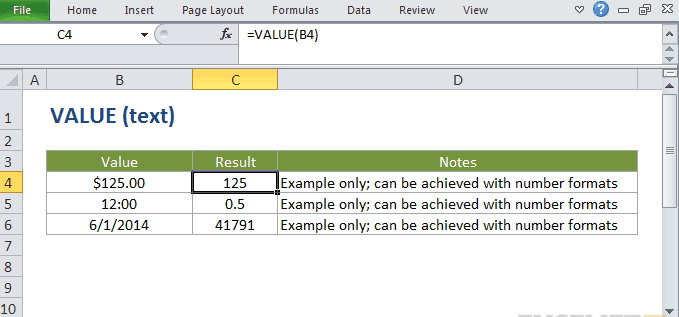 File Home Insert Page Layout Formulas Data Review View
C4 fx =VALUE(B4)
A B C D
1 VALUE (text)
2
3 Value Result Notes
4 $125.00 125 Example only; can be achieved with number formats
5 12:00 0.5 Example only; can be achieved with number formats
6 6/1/2014 41791 Example only; can be achieved with number formats
7
8
9
10